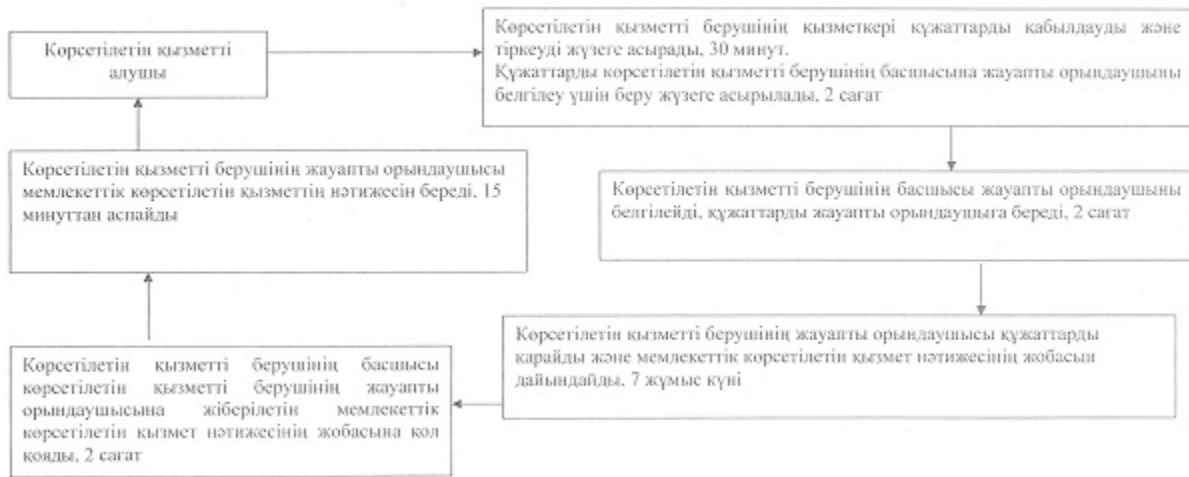 Көрсетілетін қызметті
алушы
Көрсетілетін қызметті берушінің қызметкері құжаттарды қабылдауды және
тіркеуді жүзеге асырады, 30 минут.
Құжаттарды көрсетілетін қызметті берушінің басшысына жауапты орындаушыны
белгілеу үшін беру жүзеге асырылады, 2 сағат
Көрсетілетін қызметті берушінің басшысы жауапты орындаушыны
белгілейді, құжаттарды жауапты орындаушыға береді, 2 сағат
Көрсетілетін қызметті берушінің жауапты орындаушысы құжаттарды
қарайды және мемлекеттік көрсетілетін қызмет нәтижесінің жобасын
дайындайды, 7 жұмыс күні
Көрсетілетін қызметті берушінің басшысы
көрсетілетін қызметті берушінің жауапты
орындаушысына жіберілетін мемлекеттік
көрсетілетін қызмет нәтижесінің жобасына қол
қояды, 2 сағат
Көрсетілетін қызметті берушінің жауапты орындаушысы
мемлекеттік көрсетілетін қызметтің нәтижесін береді, 15
минуттан аспайды